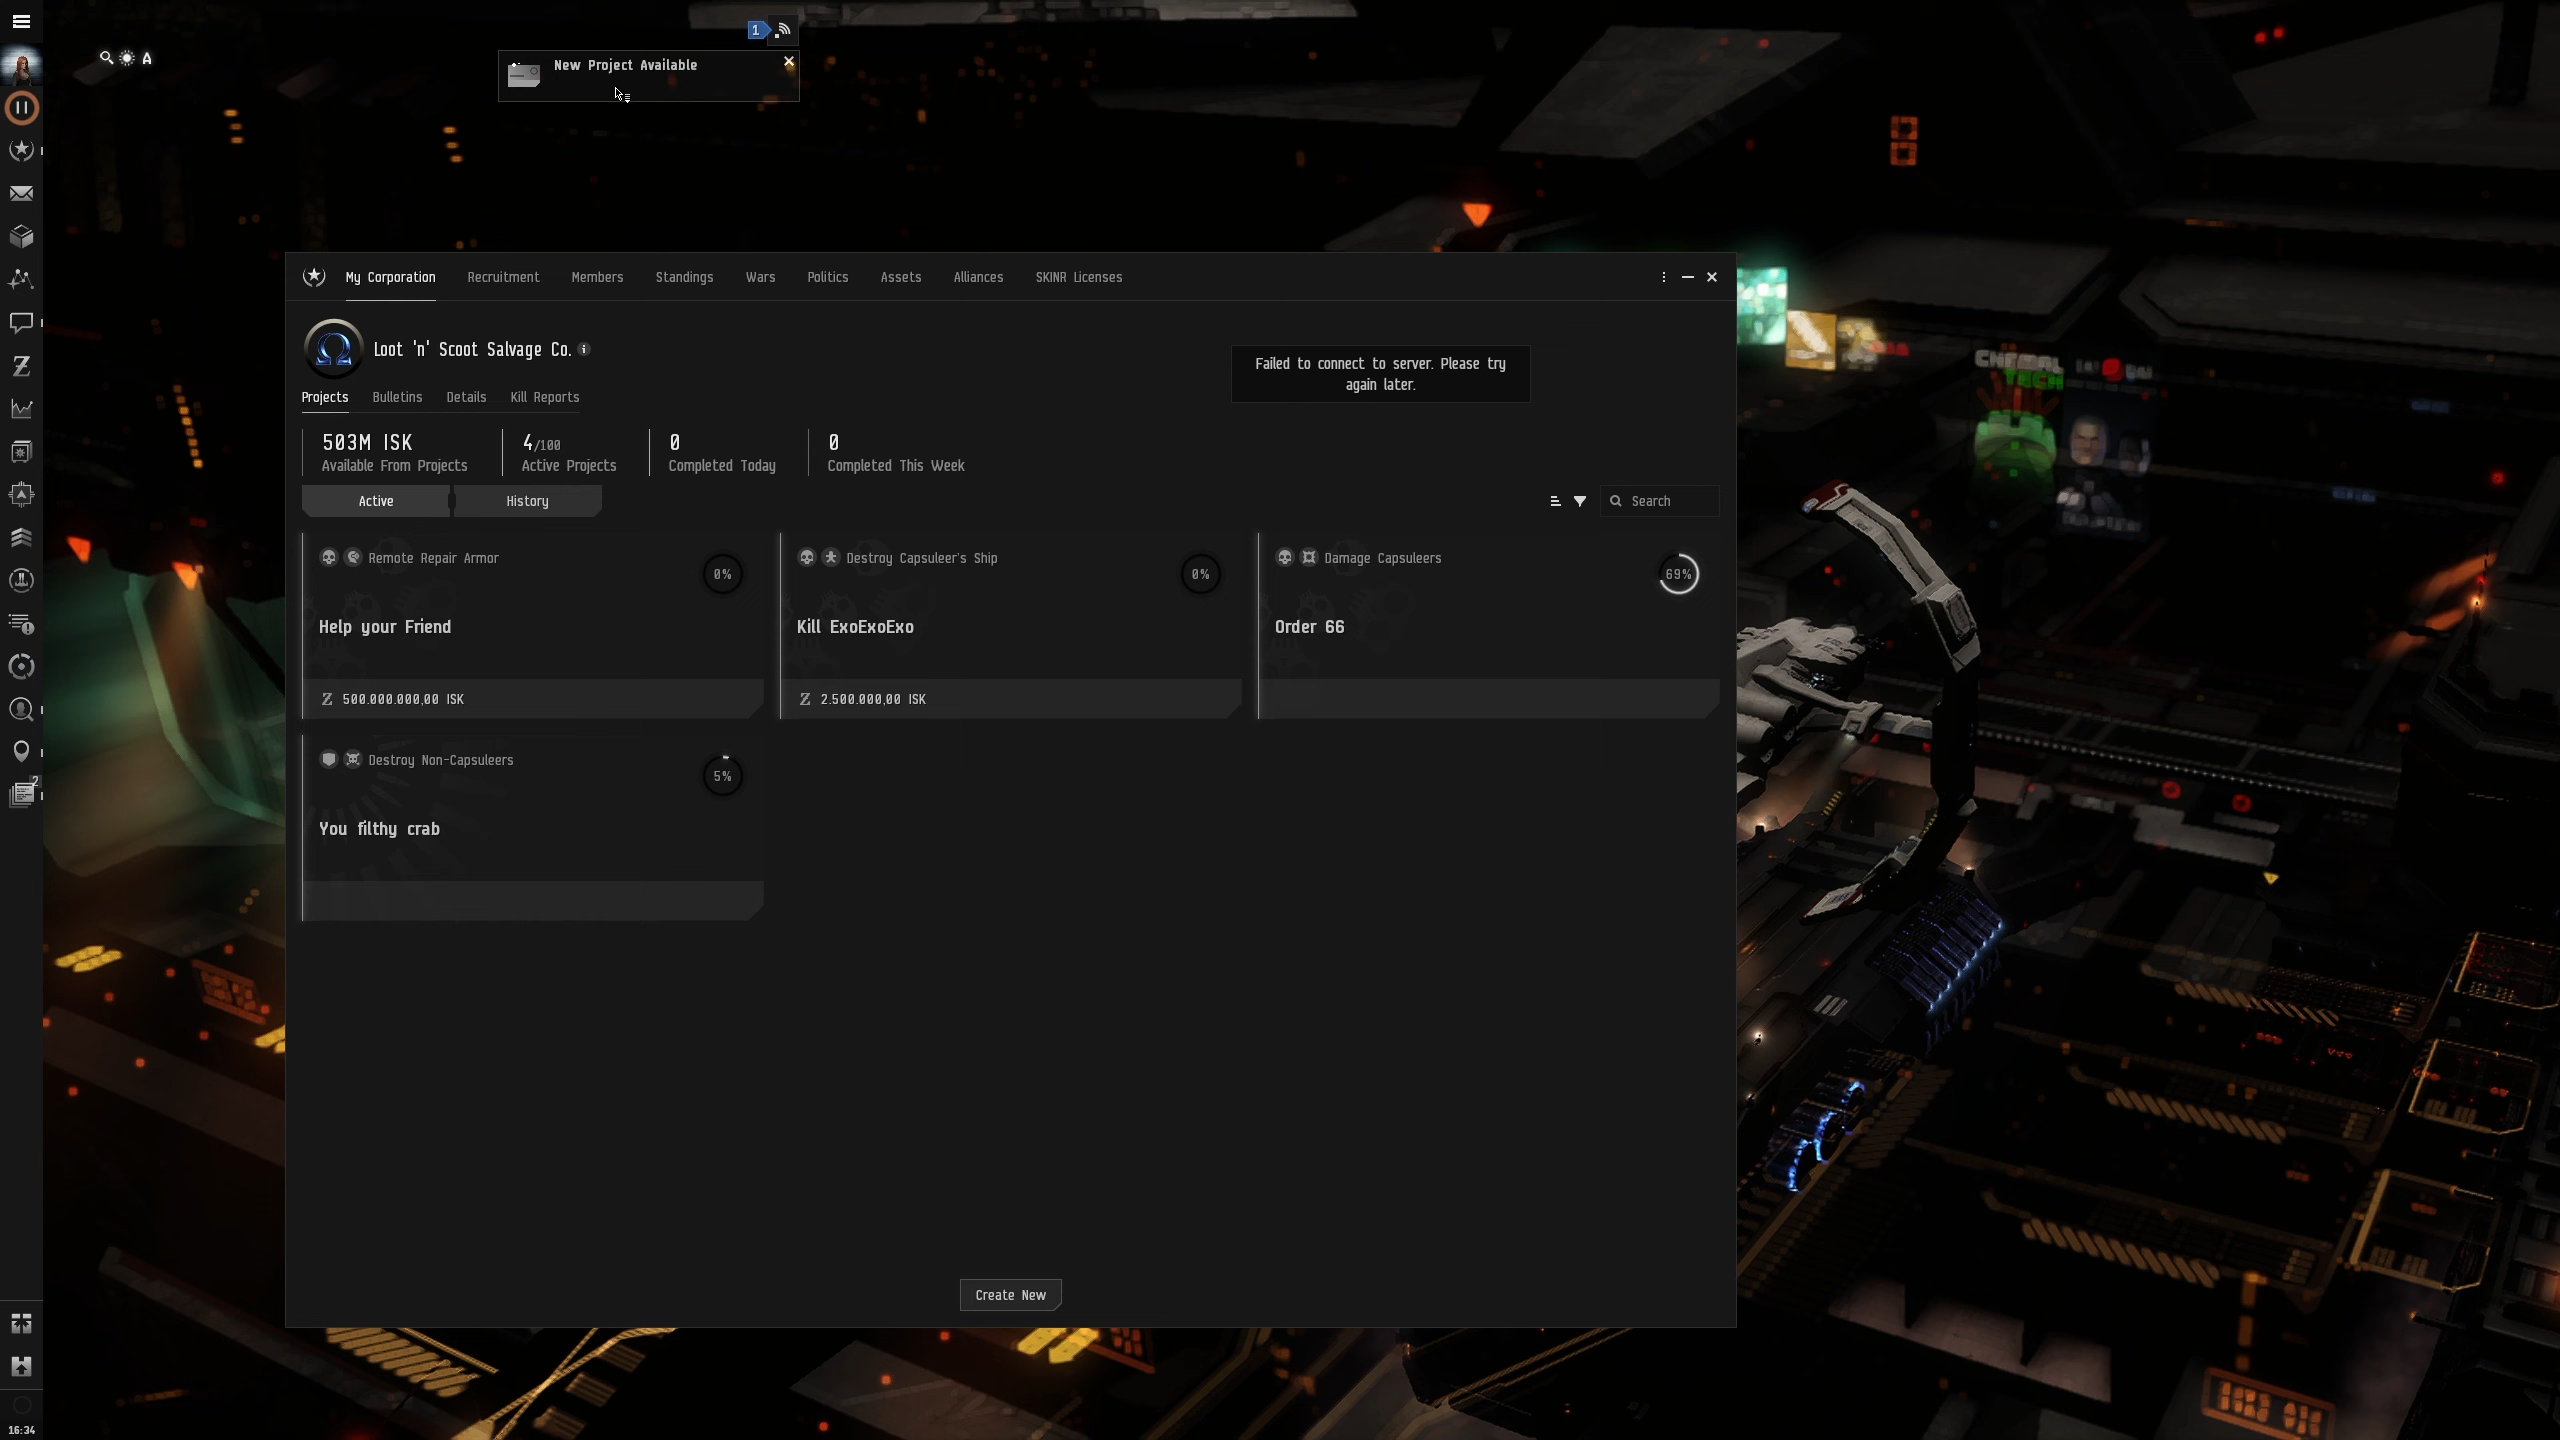 A
1
New Project Available
My Corporation Recruitment Members Standings Wars Politics Assets Alliances SKINR Licenses
Loot 'n' Scoot Salvage Co.
Failed to connect to server. Please try
again later.
Projects Bulletins Details Kill Reports
503M ISK 4/100 0 0
Available From Projects Active Projects Completed Today Completed This Week
Active History Search
Remote Repair Armor 0% Destroy Capsuleer's Ship 0% Damage Capsuleers 69%
Help your Friend Kill ExoExoExo Order 66
500.000.000,00 ISK 2.500.000,00 ISK
Destroy Non-Capsuleers 5%
You filthy crab
2
Create New
16:34
TECH